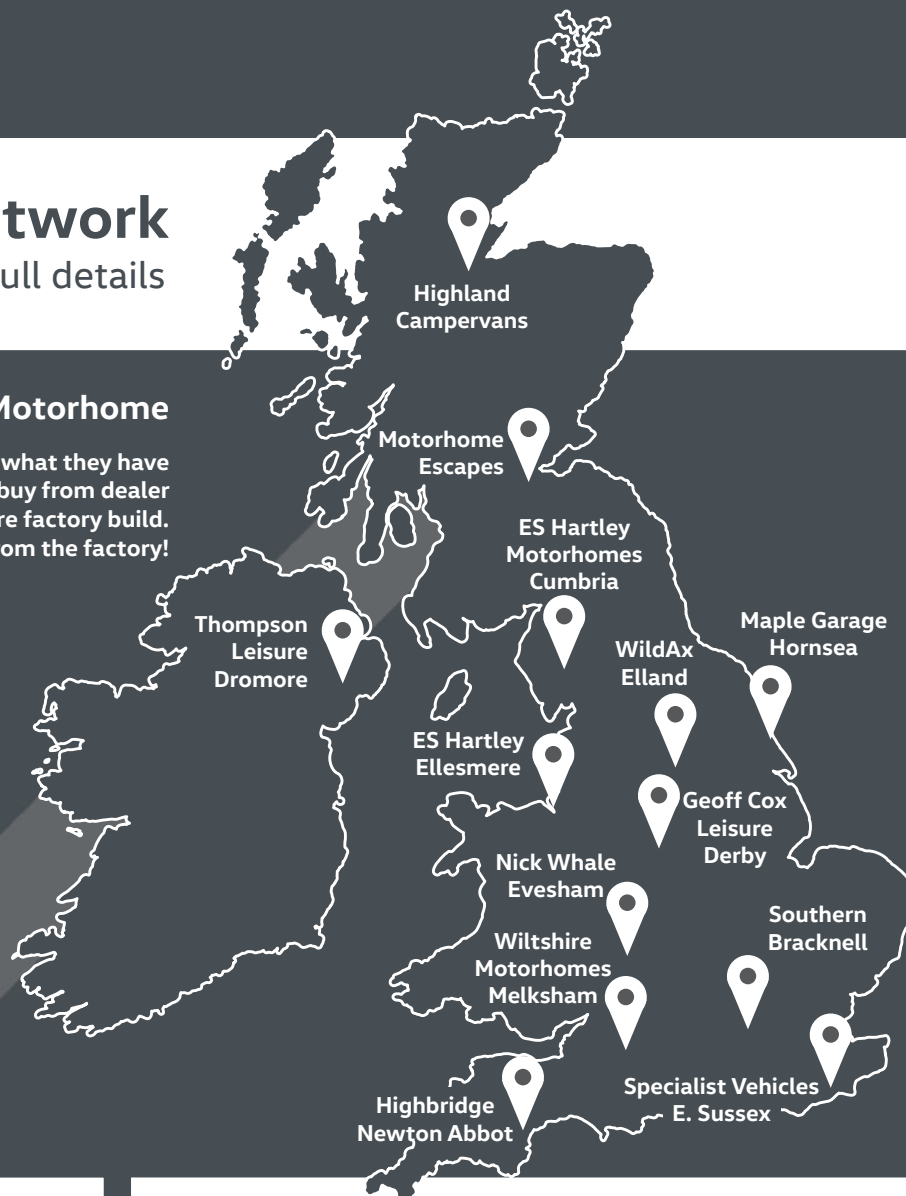 twork
ull details
Motorhome
what they have
buy from dealer
re factory build.
om the factory!
Highland
Campervans
Motorhome
Escapes
ES Hartley
Motorhomes
Cumbria
Thompson
Leisure
Dromore
WildAx
Elland
Maple Garage
Hornsea
ES Hartley
Ellesmere
Geoff Cox
Leisure
Derby
Nick Whale
Evesham
Southern
Bracknell
Wiltshire
Motorhomes
Melksham
Specialist Vehicles
E. Sussex
Highbridge
Newton Abbot